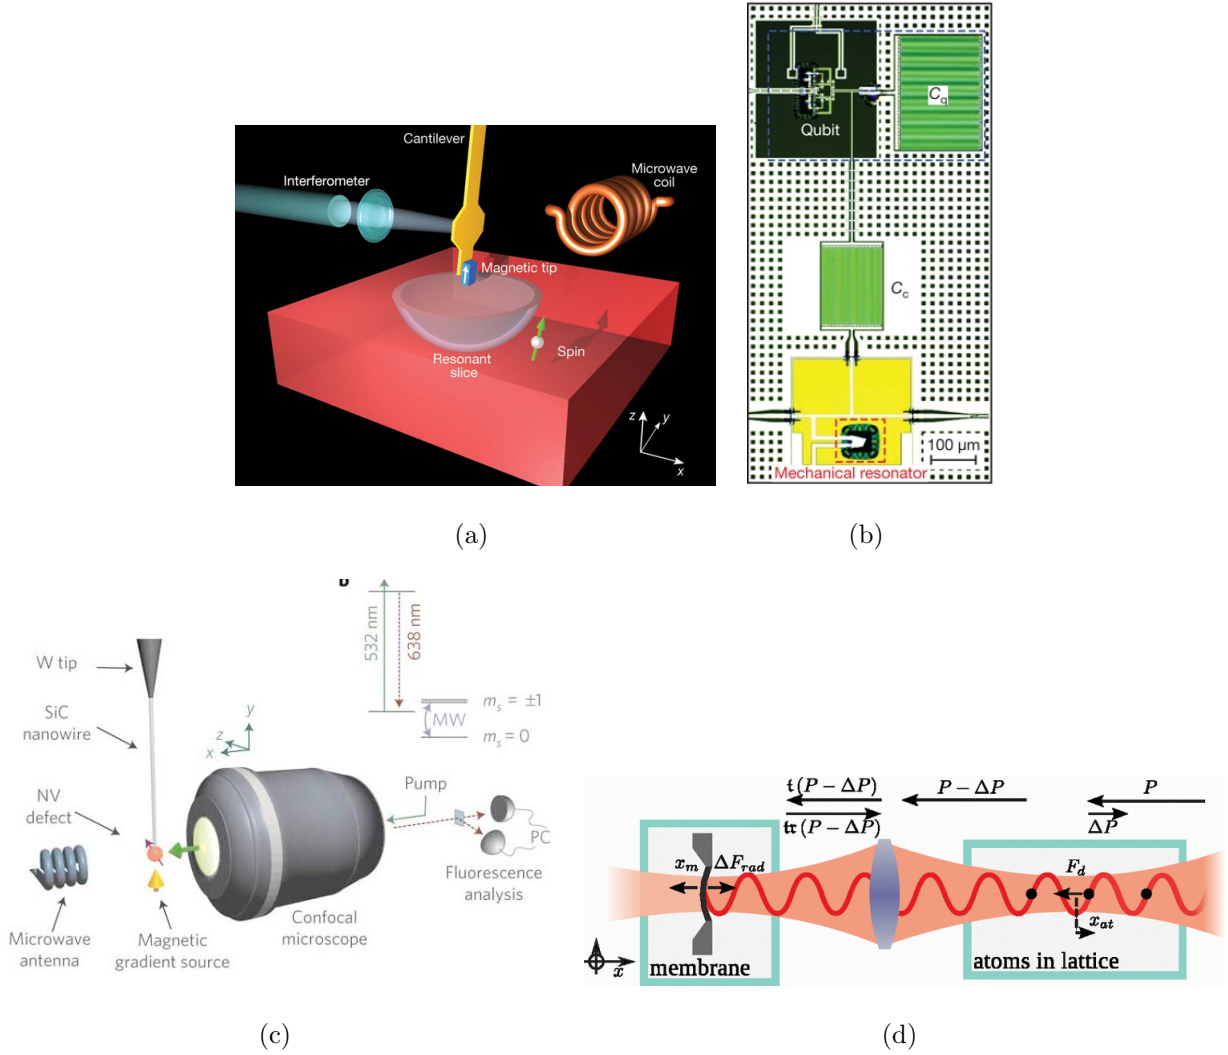 Cantilever
Interferometer
Microwave
coil
Magnetic tip
Resonant
slice
Spin
z
y
x
(a)
Qubit
C_q
C_c
100 μm
Mechanical resonator
(b)
W tip
SiC
nanowire
NV
defect
Microwave
antenna
Magnetic
gradient source
y
z
x
532 nm
638 nm
m_s = ±1
MW
m_s = 0
Pump
PC
Fluorescence
analysis
Confocal
microscope
(c)
𝔱(P − ΔP)
𝔱𝔯(P − ΔP)
P − ΔP
P
ΔP
x_m
ΔF_rad
F_d
x_at
x
membrane
atoms in lattice
(d)